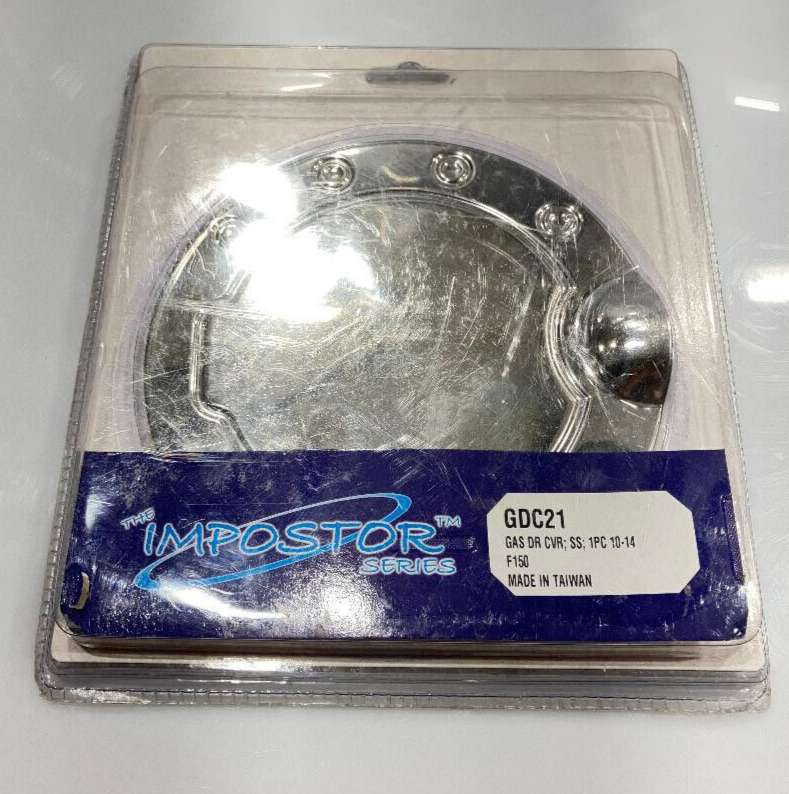 THE
IMPOSTOR™
SERIES
GDC21
GAS DR CVR; SS; 1PC 10-14
F150
MADE IN TAIWAN